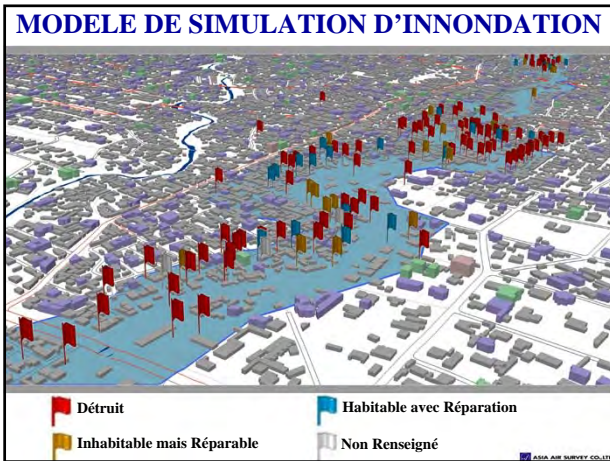 MODELE DE SIMULATION D'INNONDATION
Détruit
Habitable avec Réparation
Inhabitable mais Réparable
Non Renseigné
ASIA AIR SURVEY CO.,LTD